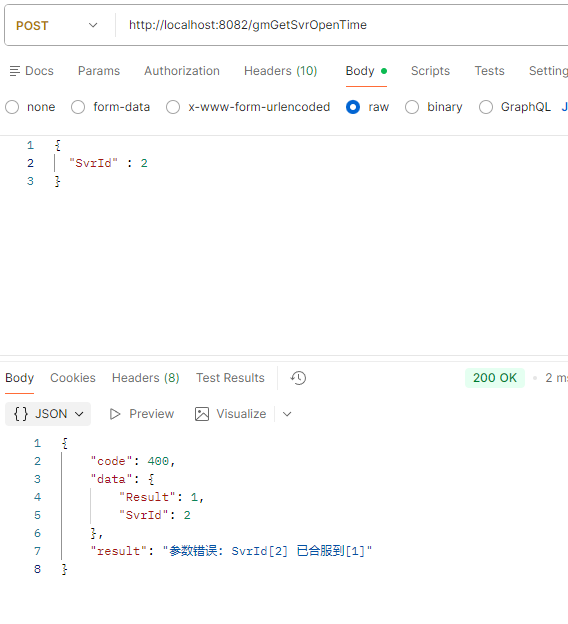 POST http://localhost:8082/gmGetSvrOpenTime
Docs Params Authorization Headers (10) Body Scripts Tests Setting
none form-data x-www-form-urlencoded raw binary GraphQL J
1 {
2 "SvrId" : 2
3 }
Body Cookies Headers (8) Test Results 200 OK 2 ms
{} JSON Preview Visualize
1 {
2 "code": 400,
3 "data": {
4 "Result": 1,
5 "SvrId": 2
6 },
7 "result": "参数错误: SvrId[2] 已合服到[1]"
8 }